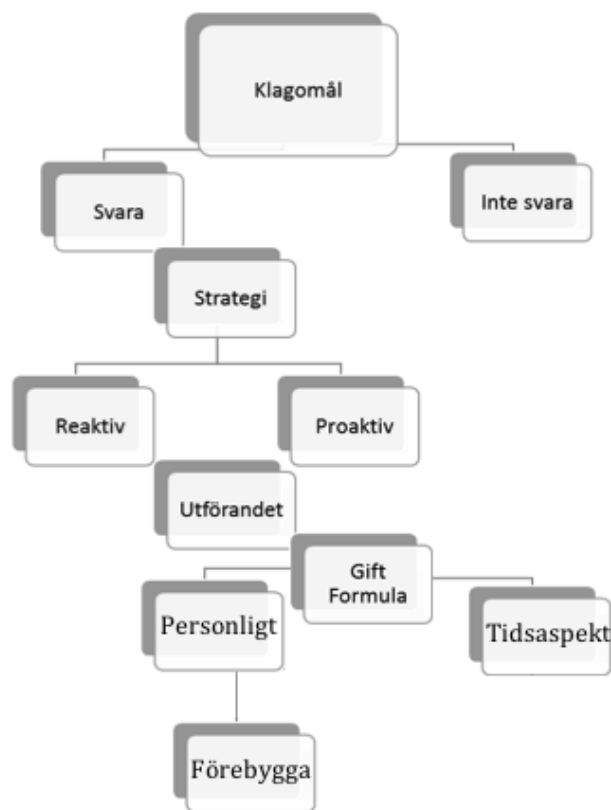 Klagomål
Svara
Inte svara
Strategi
Reaktiv
Proaktiv
Utförandet
Gift
Formula
Personligt
Tidsaspekt
Förebygga